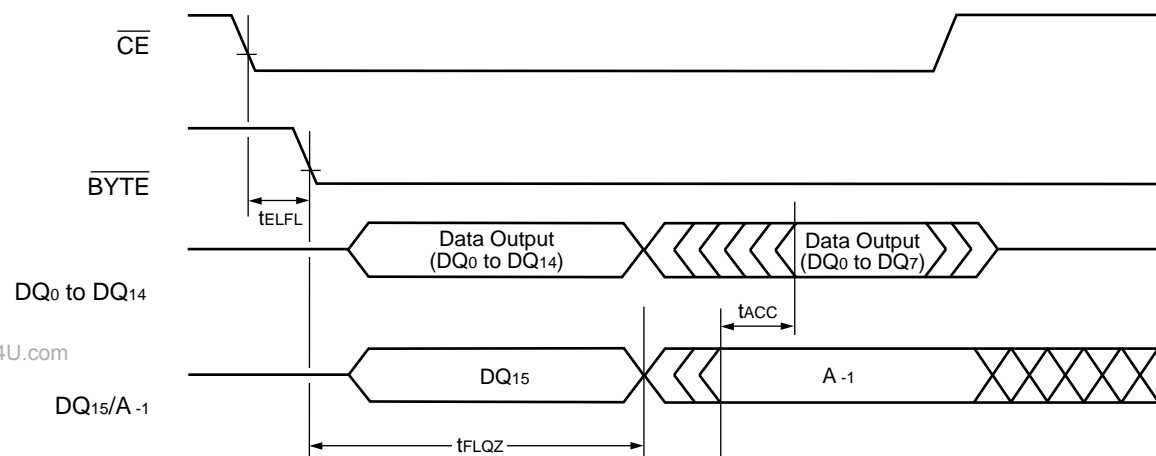 CE
BYTE
tELFL
Data Output
(DQ0 to DQ14)
Data Output
(DQ0 to DQ7)
DQ0 to DQ14
tACC
4U.com
DQ15
A -1
DQ15/A -1
tFLQZ